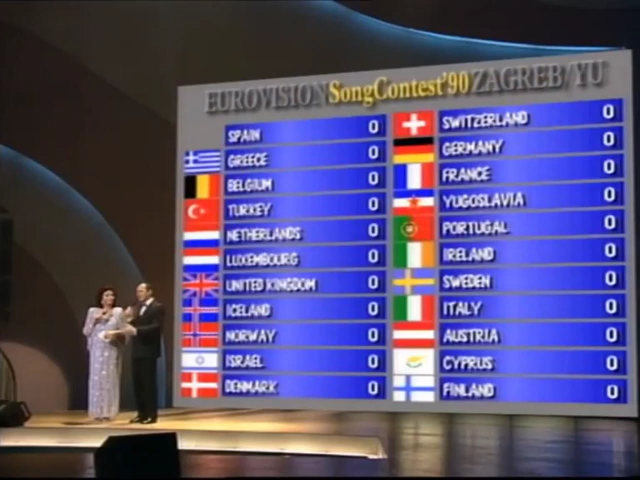 EUROVISION SongContest'90 ZAGREB/YU
SPAIN 0
GREECE 0
BELGIUM 0
TURKEY 0
NETHERLANDS 0
LUXEMBOURG 0
UNITED KINGDOM 0
ICELAND 0
NORWAY 0
ISRAEL 0
DENMARK 0
SWITZERLAND 0
GERMANY 0
FRANCE 0
YUGOSLAVIA 0
PORTUGAL 0
IRELAND 0
SWEDEN 0
ITALY 0
AUSTRIA 0
CYPRUS 0
FINLAND 0